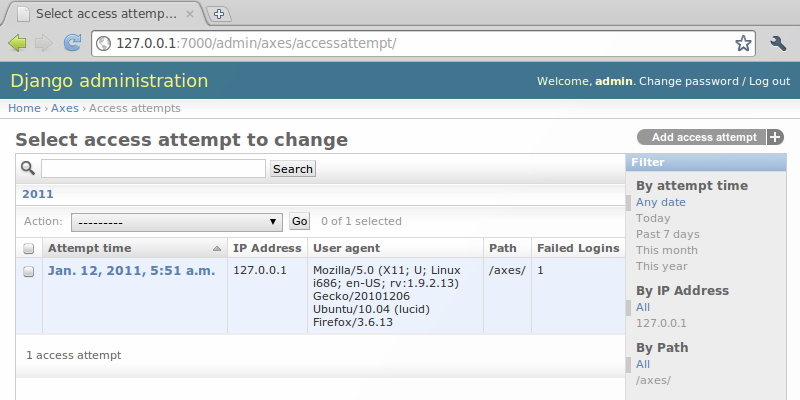 Select access attemp...
127.0.0.1:7000/admin/axes/accessattempt/
Django administration
Welcome, admin. Change password / Log out
Home › Axes › Access attempts
Select access attempt to change
Add access attempt +
Search
2011
Action: --------- Go 0 of 1 selected
Attempt time IP Address User agent Path Failed Logins
Jan. 12, 2011, 5:51 a.m. 127.0.0.1 Mozilla/5.0 (X11; U; Linux /axes/ 1
i686; en-US; rv:1.9.2.13)
Gecko/20101206
Ubuntu/10.04 (lucid)
Firefox/3.6.13
1 access attempt
Filter
By attempt time
Any date
Today
Past 7 days
This month
This year
By IP Address
All
127.0.0.1
By Path
All
/axes/